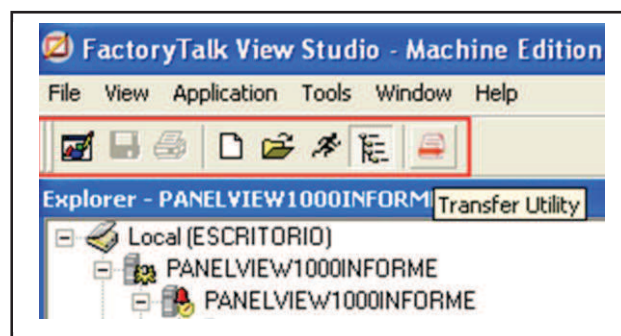 FactoryTalk View Studio - Machine Edition
File View Application Tools Window Help
Explorer - PANELVIEW1000INFORM
Transfer Utility
Local (ESCRITORIO)
PANELVIEW1000INFORME
PANELVIEW1000INFORME